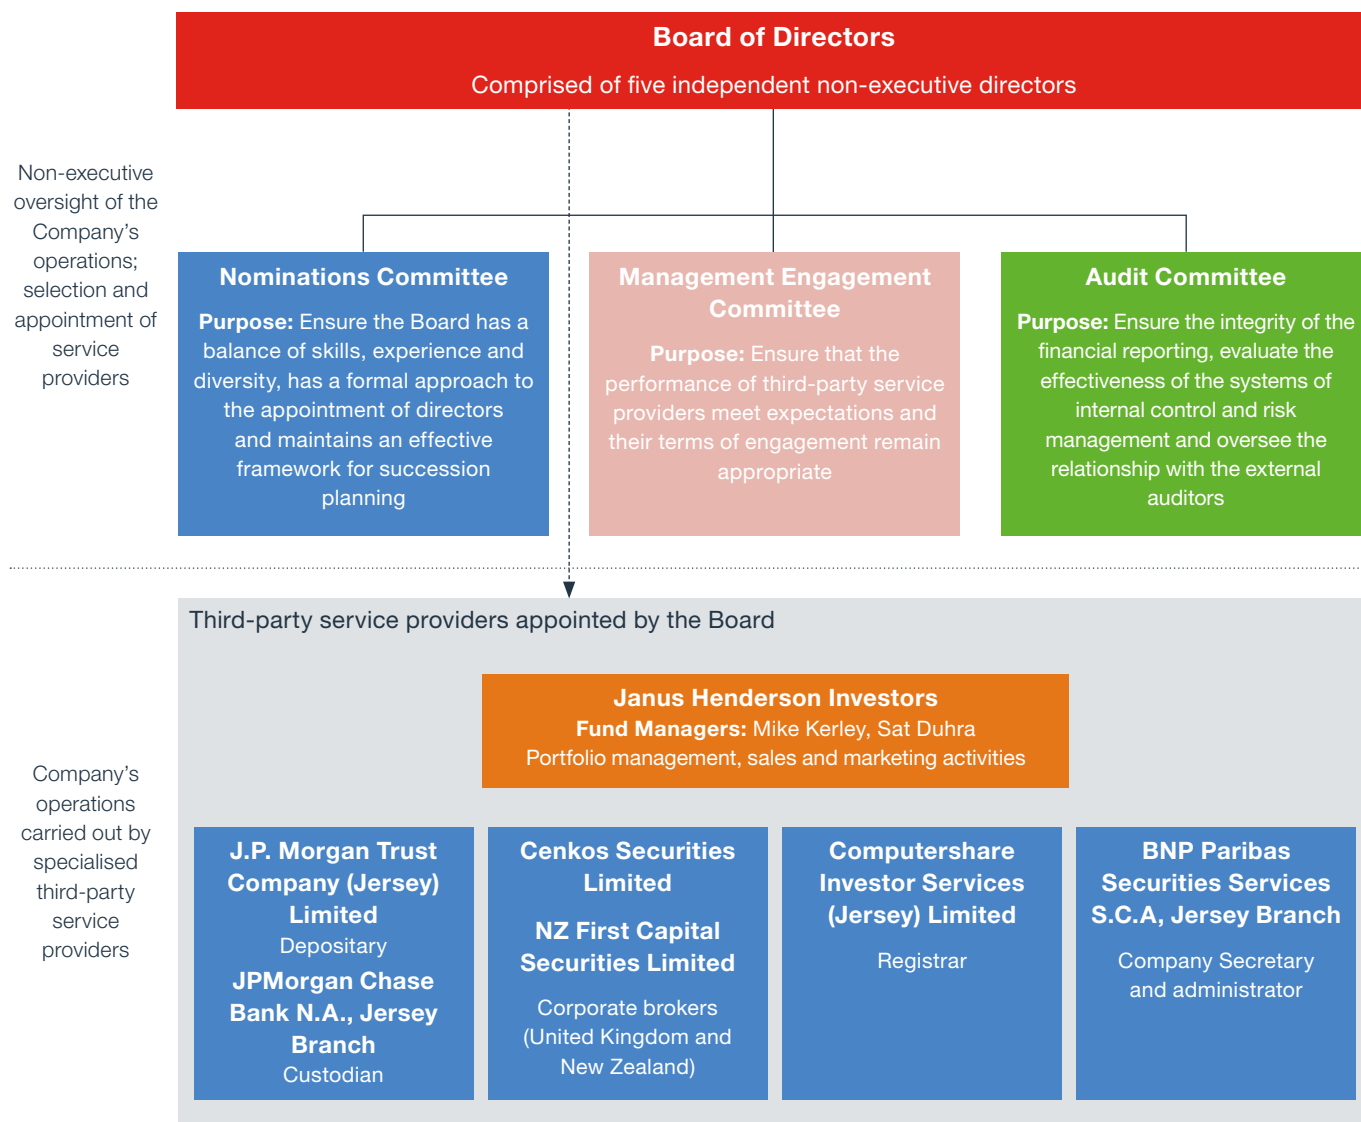 Board of Directors
Comprised of five independent non-executive directors
Non-executive
oversight of the
Company’s
operations;
selection and
appointment of
service
providers
Nominations Committee
Purpose: Ensure the Board has a
balance of skills, experience and
diversity, has a formal approach to
the appointment of directors
and maintains an effective
framework for succession
planning
Management Engagement
Committee
Purpose: Ensure that the
performance of third-party service
providers meet expectations and
their terms of engagement remain
appropriate
Audit Committee
Purpose: Ensure the integrity of the
financial reporting, evaluate the
effectiveness of the systems of
internal control and risk
management and oversee the
relationship with the external
auditors
Third-party service providers appointed by the Board
Janus Henderson Investors
Fund Managers: Mike Kerley, Sat Duhra
Portfolio management, sales and marketing activities
Company’s
operations
carried out by
specialised
third-party
service
providers
J.P. Morgan Trust
Company (Jersey)
Limited
Depositary
JPMorgan Chase
Bank N.A., Jersey
Branch
Custodian
Cenkos Securities
Limited
NZ First Capital
Securities Limited
Corporate brokers
(United Kingdom and
New Zealand)
Computershare
Investor Services
(Jersey) Limited
Registrar
BNP Paribas
Securities Services
S.C.A, Jersey Branch
Company Secretary
and administrator